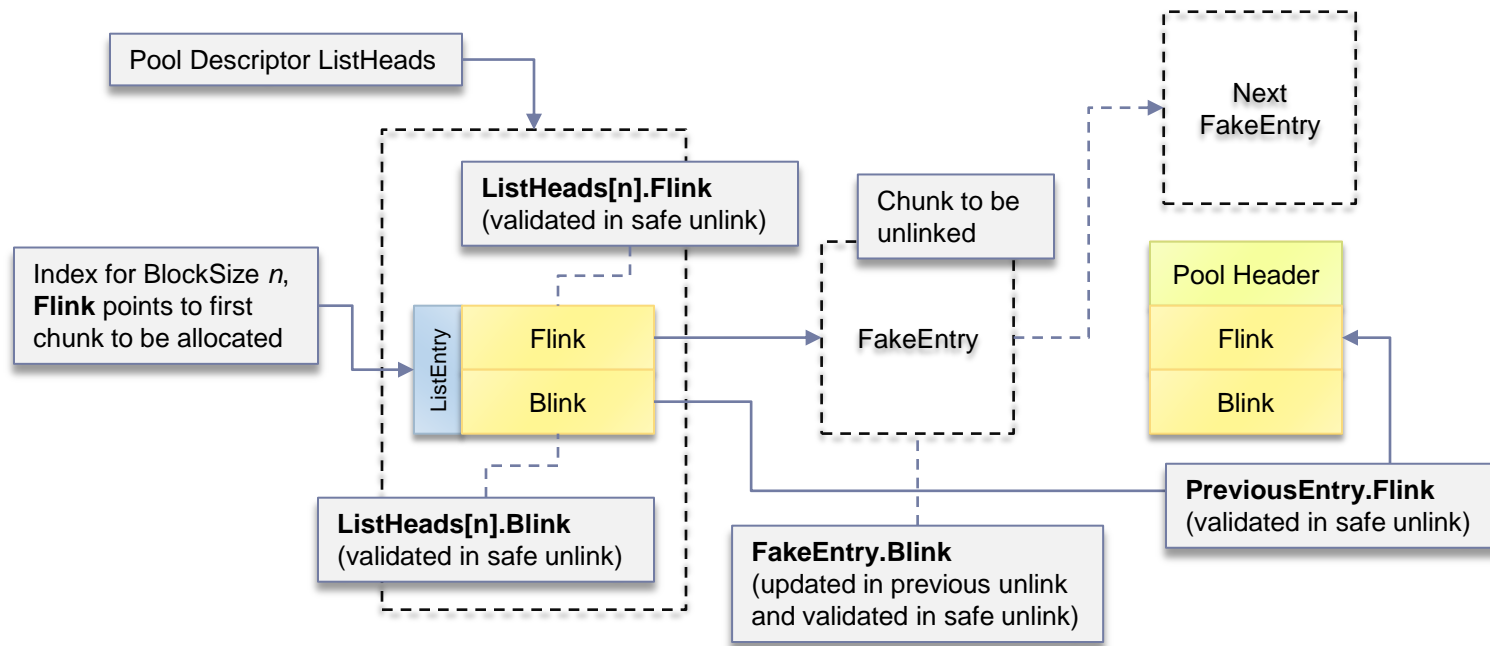 Pool Descriptor ListHeads
Next
FakeEntry
ListHeads[n].Flink
(validated in safe unlink)
Chunk to be
unlinked
Index for BlockSize n,
Flink points to first
chunk to be allocated
ListEntry
Flink
Blink
FakeEntry
Pool Header
Flink
Blink
ListHeads[n].Blink
(validated in safe unlink)
FakeEntry.Blink
(updated in previous unlink
and validated in safe unlink)
PreviousEntry.Flink
(validated in safe unlink)